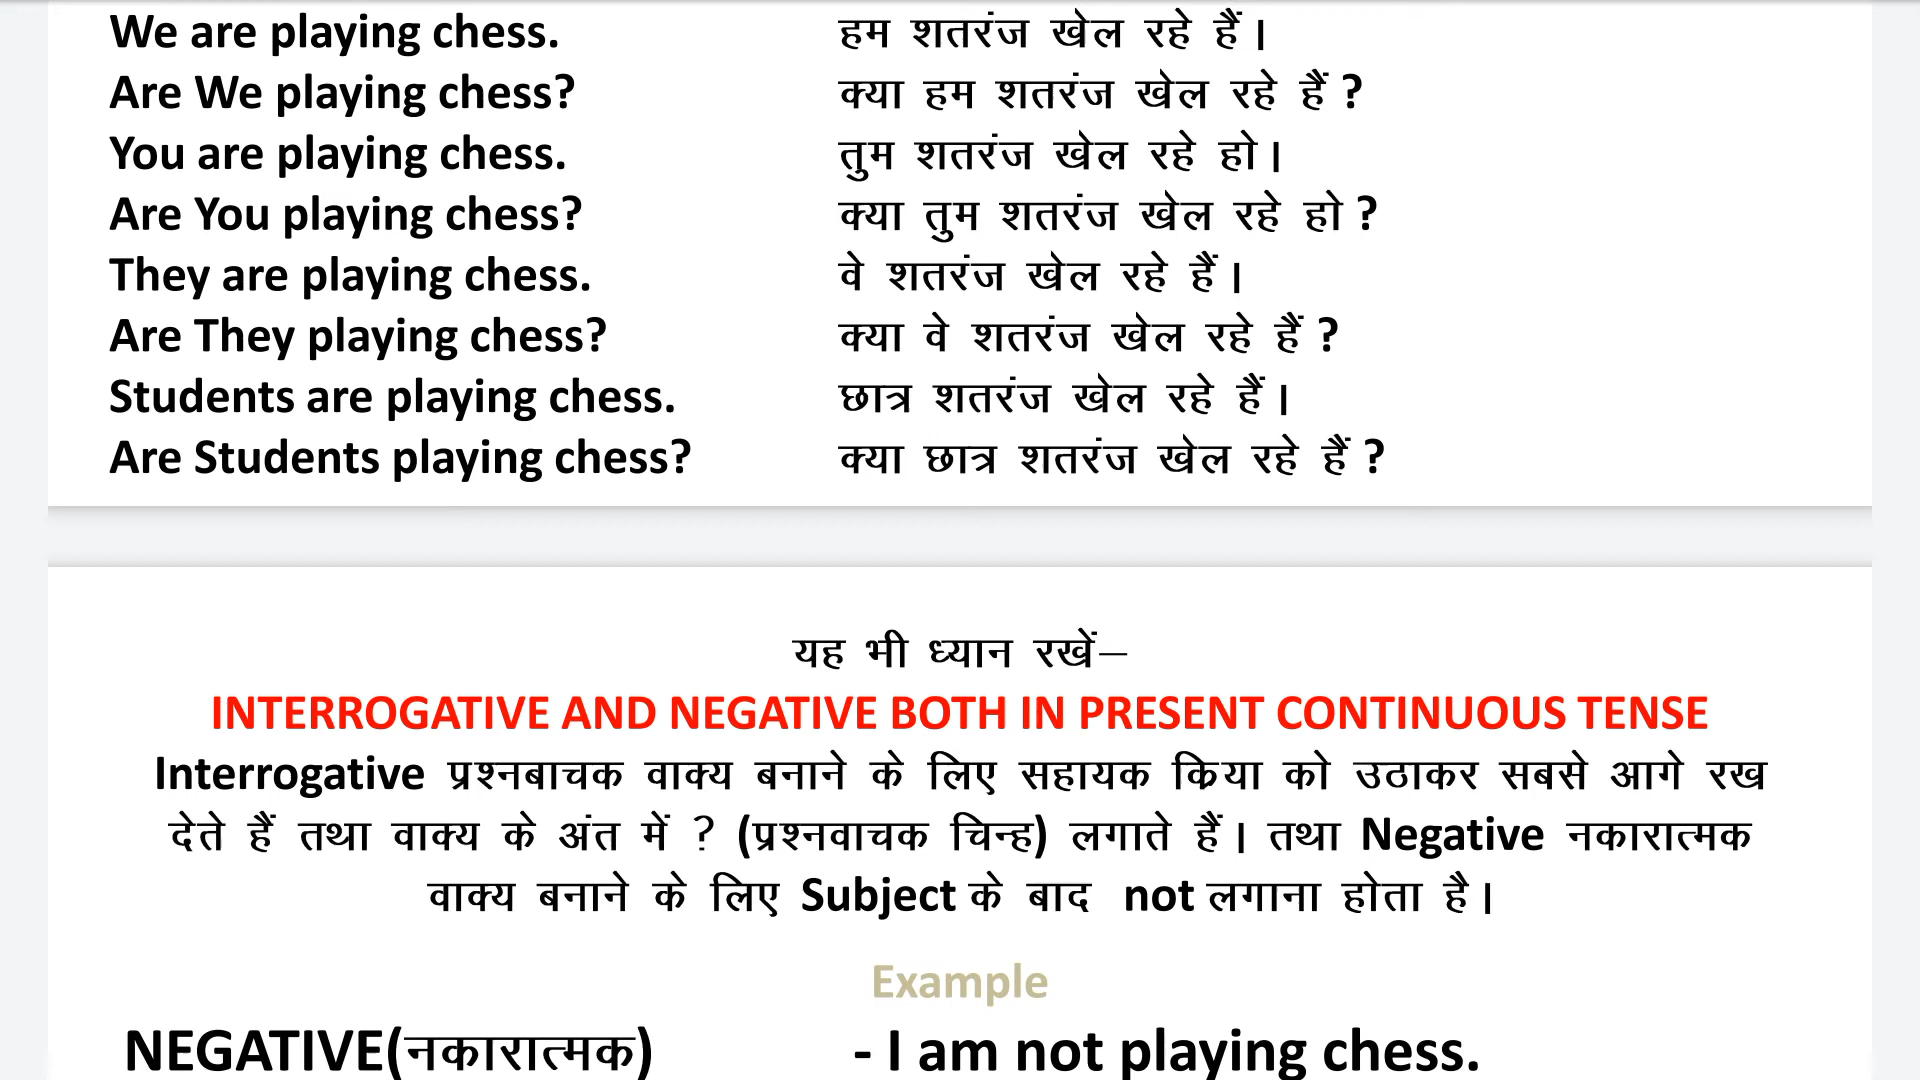 We are playing chess. हम शतरंज खेल रहे हैं।
Are We playing chess? क्या हम शतरंज खेल रहे हैं ?
You are playing chess. तुम शतरंज खेल रहे हो।
Are You playing chess? क्या तुम शतरंज खेल रहे हो ?
They are playing chess. वे शतरंज खेल रहे हैं।
Are They playing chess? क्या वे शतरंज खेल रहे हैं ?
Students are playing chess. छात्र शतरंज खेल रहे हैं।
Are Students playing chess? क्या छात्र शतरंज खेल रहे हैं ?
यह भी ध्यान रखें–
INTERROGATIVE AND NEGATIVE BOTH IN PRESENT CONTINUOUS TENSE
Interrogative प्रश्नबाचक वाक्य बनाने के लिए सहायक क्रिया को उठाकर सबसे आगे रख
देते हैं तथा वाक्य के अंत में ? (प्रश्नवाचक चिन्ह) लगाते हैं। तथा Negative नकारात्मक
वाक्य बनाने के लिए Subject के बाद not लगाना होता है।
Example
NEGATIVE(नकारात्मक) - I am not playing chess.